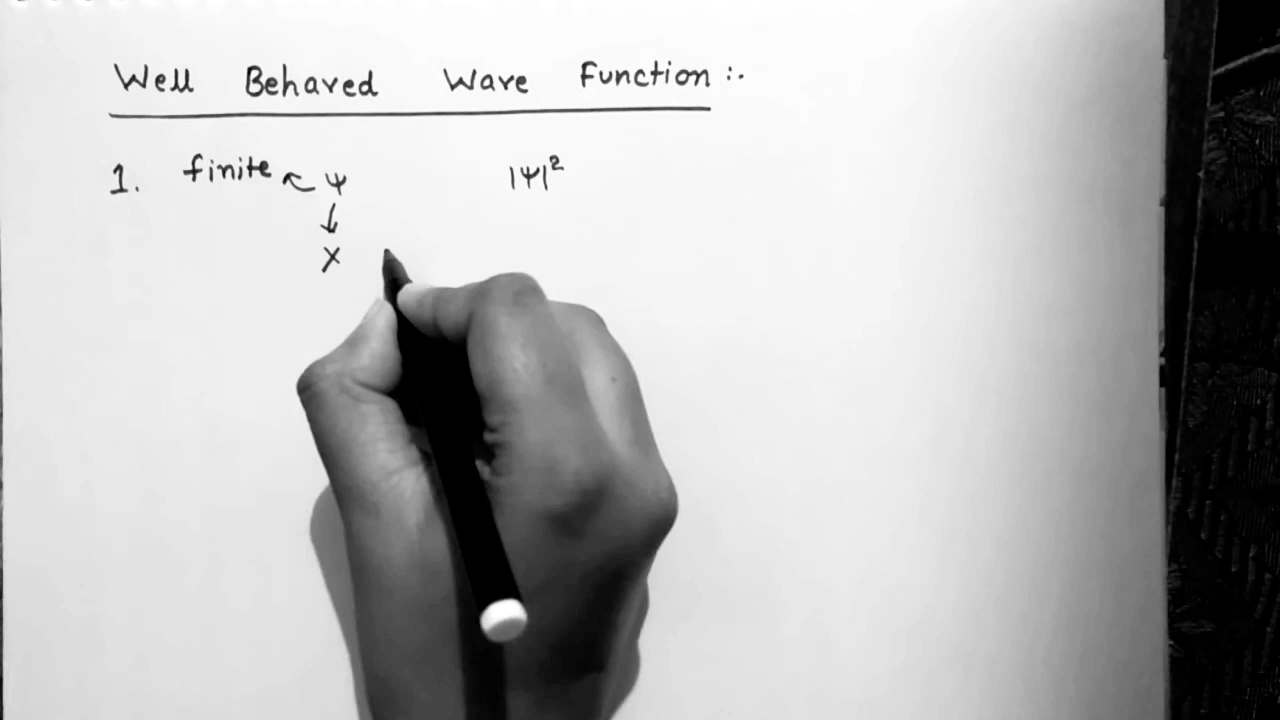 Well Behaved Wave Function :-
1. finite ↖ ψ |ψ|²
↓
x